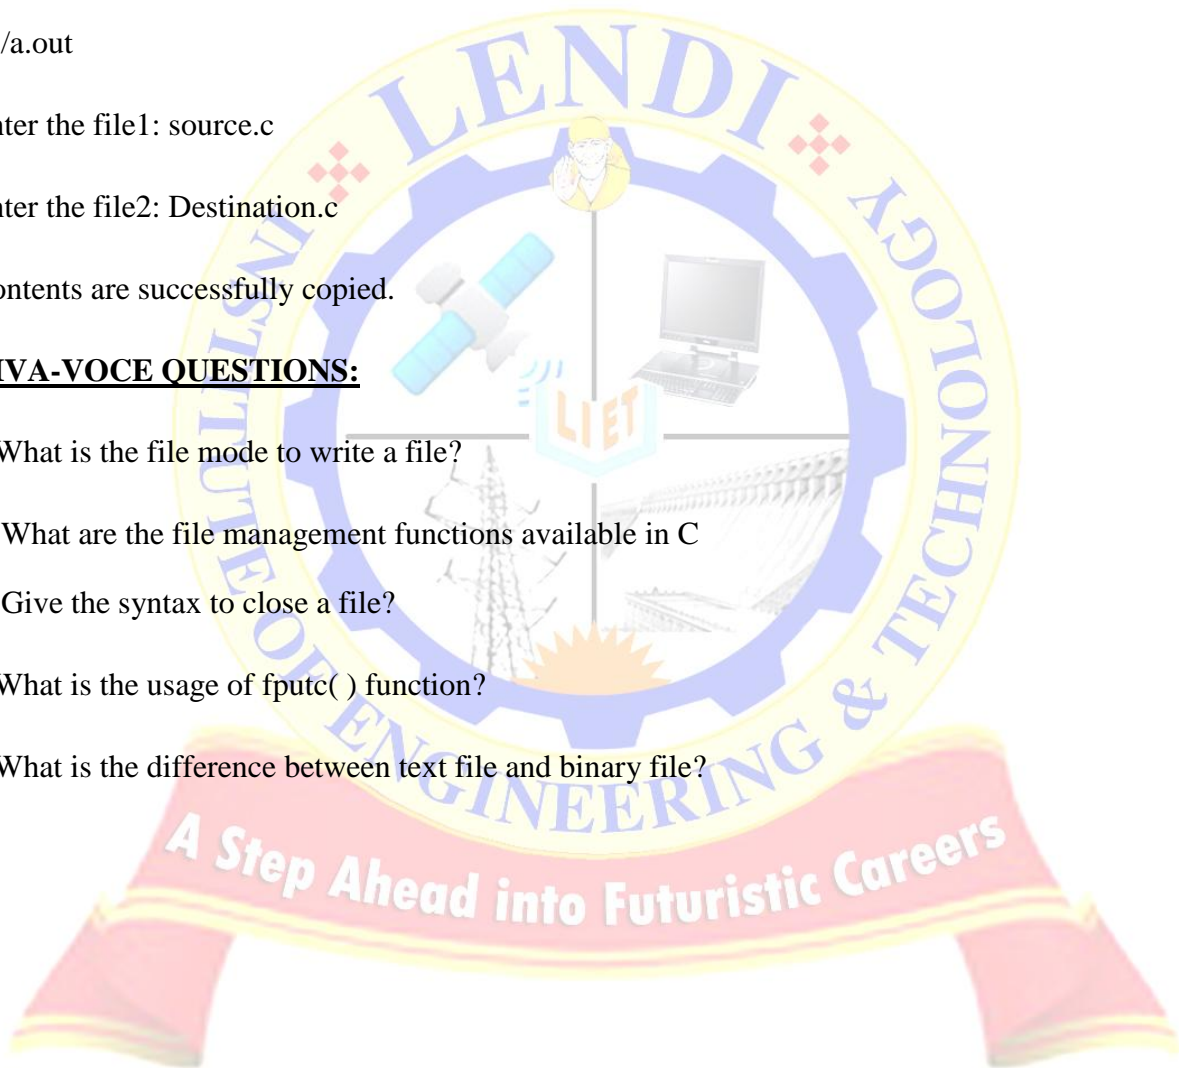 /a.out
nter the file1: source.c
nter the file2: Destination.c
ontents are successfully copied.
IVA-VOCE QUESTIONS:
What is the file mode to write a file?
What are the file management functions available in C
Give the syntax to close a file?
What is the usage of fputc( ) function?
What is the difference between text file and binary file?
LENDI INSTITUTE OF ENGINEERING & TECHNOLOGY
LIET
A Step Ahead into Futuristic Careers